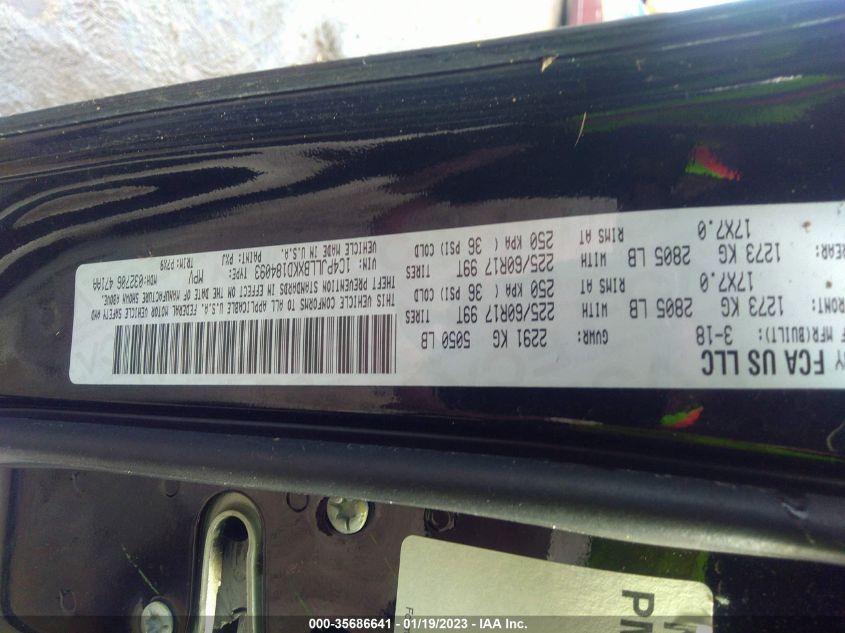 Y FCA US LLC
F MFR(BUILT): 3-18 GVWR: 2291 KG 5050 LB
RONT: 1273 KG 2805 LB WITH 225/60R17 99T TIRES
17X7.0 RIMS AT 250 KPA ( 36 PSI) COLD
REAR: 1273 KG 2805 LB WITH 225/60R17 99T TIRES
17X7.0 RIMS AT 250 KPA ( 36 PSI) COLD
THIS VEHICLE CONFORMS TO ALL APPLICABLE U.S.A. FEDERAL MOTOR VEHICLE SAFETY AND
THEFT PREVENTION STANDARDS IN EFFECT ON THE DATE OF MANUFACTURE SHOWN ABOVE.
VIN: 1C4PJLLBXKD184093 TYPE: MPV MDH:032706 471AA
VEHICLE MADE IN U.S.A. PAINT: PXJ TRIM: P7X9
000-35686641 - 01/19/2023 - IAA Inc.